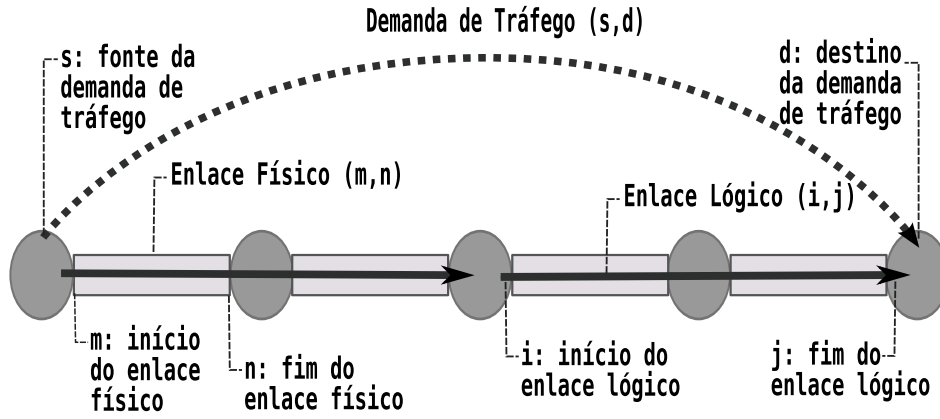 Demanda de Tráfego (s,d)
s: fonte da
demanda de
tráfego
d: destino
da demanda
de tráfego
Enlace Físico (m,n)
Enlace Lógico (i,j)
m: início
do enlace
físico
n: fim do
enlace físico
i: início do
enlace lógico
j: fim do
enlace lógico